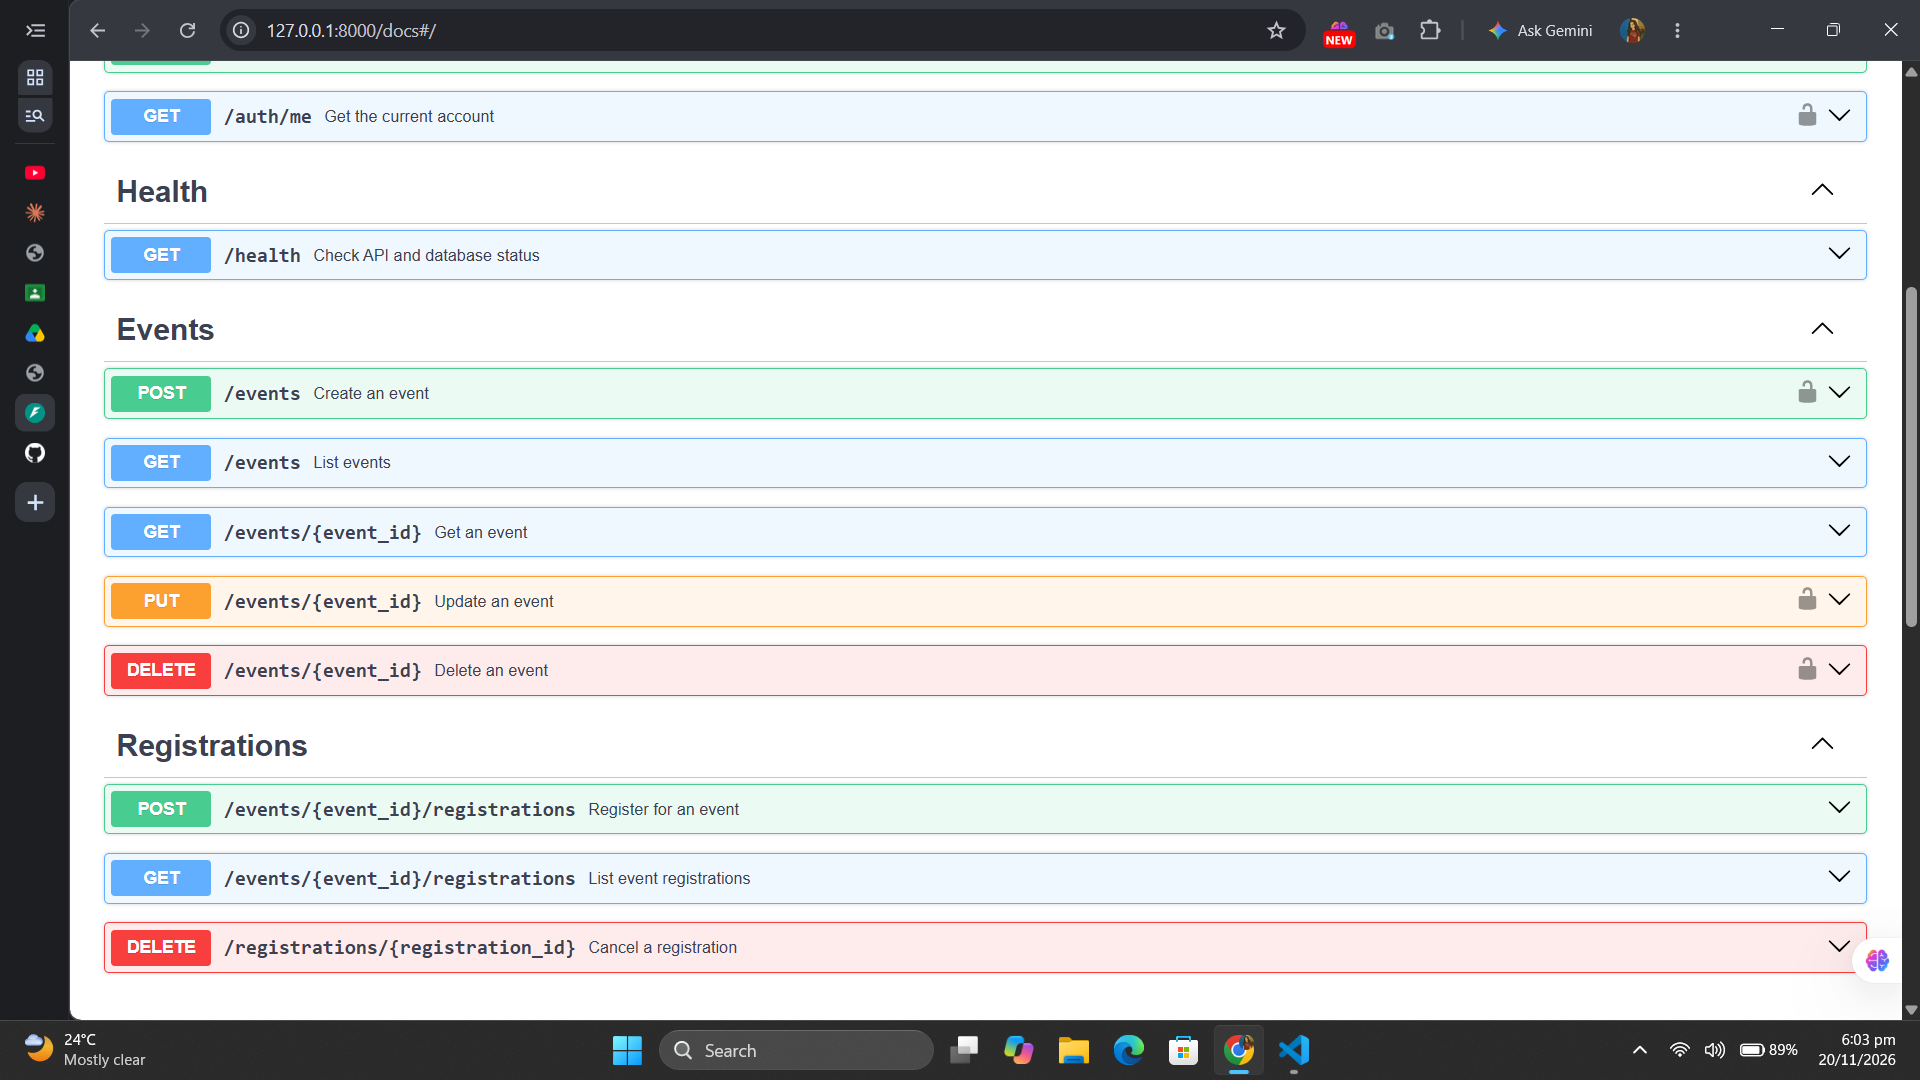 127.0.0.1:8000/docs#/
NEW
Ask Gemini
GET /auth/me Get the current account
Health
GET /health Check API and database status
Events
POST /events Create an event
GET /events List events
GET /events/{event_id} Get an event
PUT /events/{event_id} Update an event
DELETE /events/{event_id} Delete an event
Registrations
POST /events/{event_id}/registrations Register for an event
GET /events/{event_id}/registrations List event registrations
DELETE /registrations/{registration_id} Cancel a registration
24°C
Mostly clear
Search
89%
6:03 pm
20/11/2026